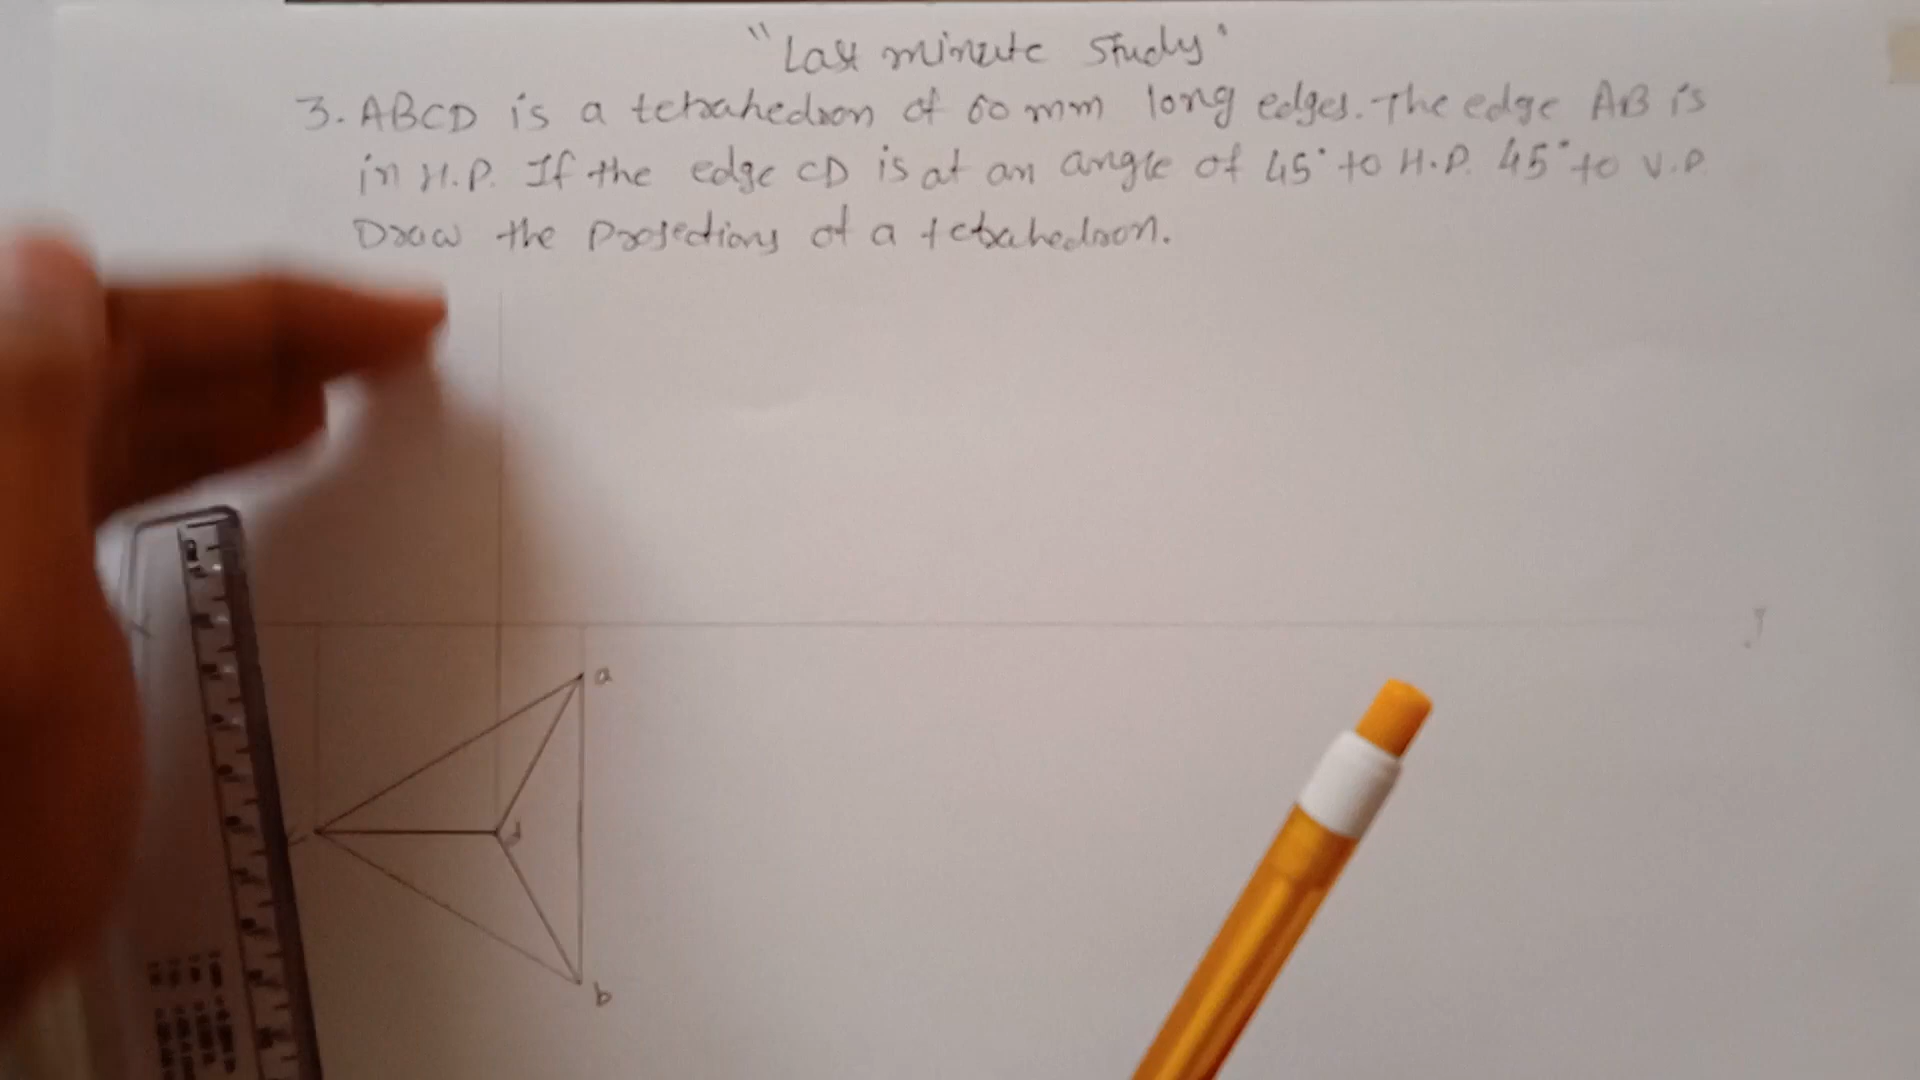 "Last minute study"
3. ABCD is a tetrahedron of 60 mm long edges. The edge AB is
in H.P. If the edge CD is at an angle of 45° to H.P. 45° to V.P
Draw the Projections of a tetrahedron.
x
y
a
c
d
b